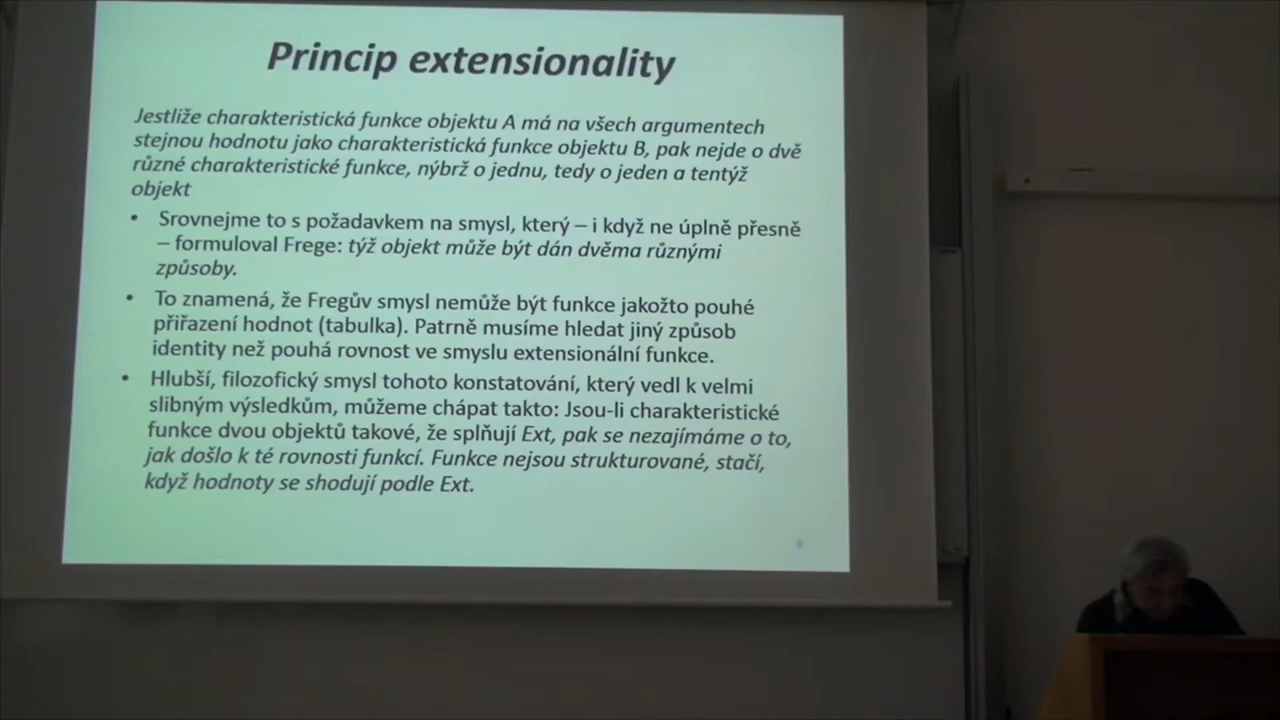 Princip extensionality
Jestliže charakteristická funkce objektu A má na všech argumentech
stejnou hodnotu jako charakteristická funkce objektu B, pak nejde o dvě
různé charakteristické funkce, nýbrž o jednu, tedy o jeden a tentýž
objekt
• Srovnejme to s požadavkem na smysl, který – i když ne úplně přesně
– formuloval Frege: týž objekt může být dán dvěma různými
způsoby.
• To znamená, že Fregův smysl nemůže být funkce jakožto pouhé
přiřazení hodnot (tabulka). Patrně musíme hledat jiný způsob
identity než pouhá rovnost ve smyslu extensionální funkce.
• Hlubší, filozofický smysl tohoto konstatování, který vedl k velmi
slibným výsledkům, můžeme chápat takto: Jsou-li charakteristické
funkce dvou objektů takové, že splňují Ext, pak se nezajímáme o to,
jak došlo k té rovnosti funkcí. Funkce nejsou strukturované, stačí,
když hodnoty se shodují podle Ext.